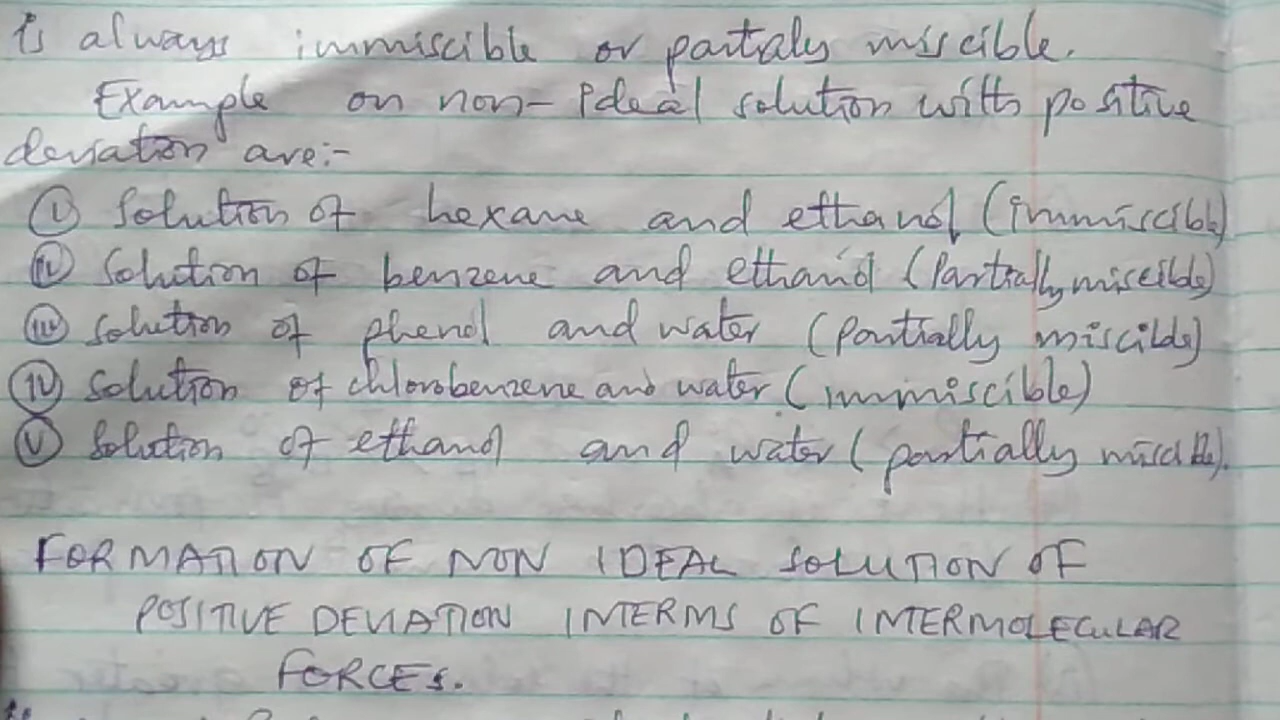 is always immiscible or partialy miscible.
Example on non-Ideal solution with positive
deviation are:-
(i) Solution of hexane and ethanol (immiscible)
(ii) Solution of benzene and ethanol (Partially miscible)
(iii) Solution of phenol and water (partially miscible)
(iv) Solution of chlorobenzene and water (immiscible)
(v) Solution of ethanol and water (partially miscible).
FORMATION OF NON IDEAL SOLUTION OF
POSITIVE DEVIATION INTERMS OF INTERMOLECULAR
FORCES.